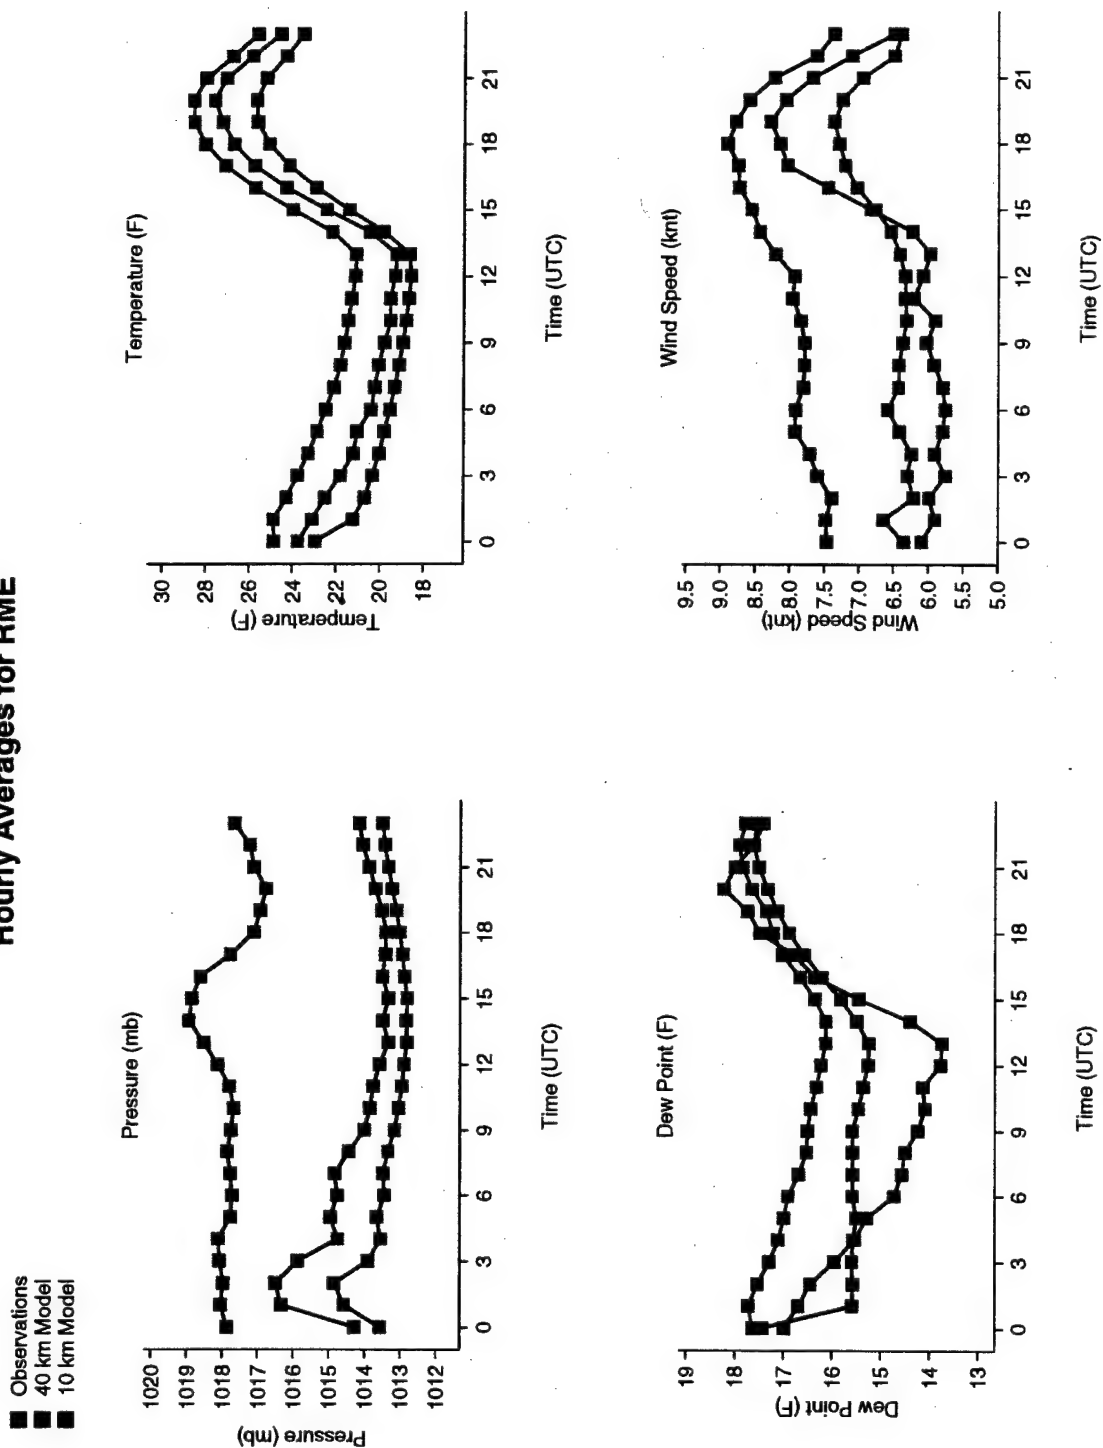 Hourly Averages for RME
Observations
40 km Model
10 km Model
Pressure (mb)
Pressure (mb)
1020
1019
1018
1017
1016
1015
1014
1013
1012
0 3 6 9 12 15 18 21
Time (UTC)
Temperature (F)
Temperature (F)
30
28
26
24
22
20
18
0 3 6 9 12 15 18 21
Time (UTC)
Dew Point (F)
Dew Point (F)
19
18
17
16
15
14
13
0 3 6 9 12 15 18 21
Time (UTC)
Wind Speed (knt)
Wind Speed (knt)
9.5
9.0
8.5
8.0
7.5
7.0
6.5
6.0
5.5
5.0
0 3 6 9 12 15 18 21
Time (UTC)